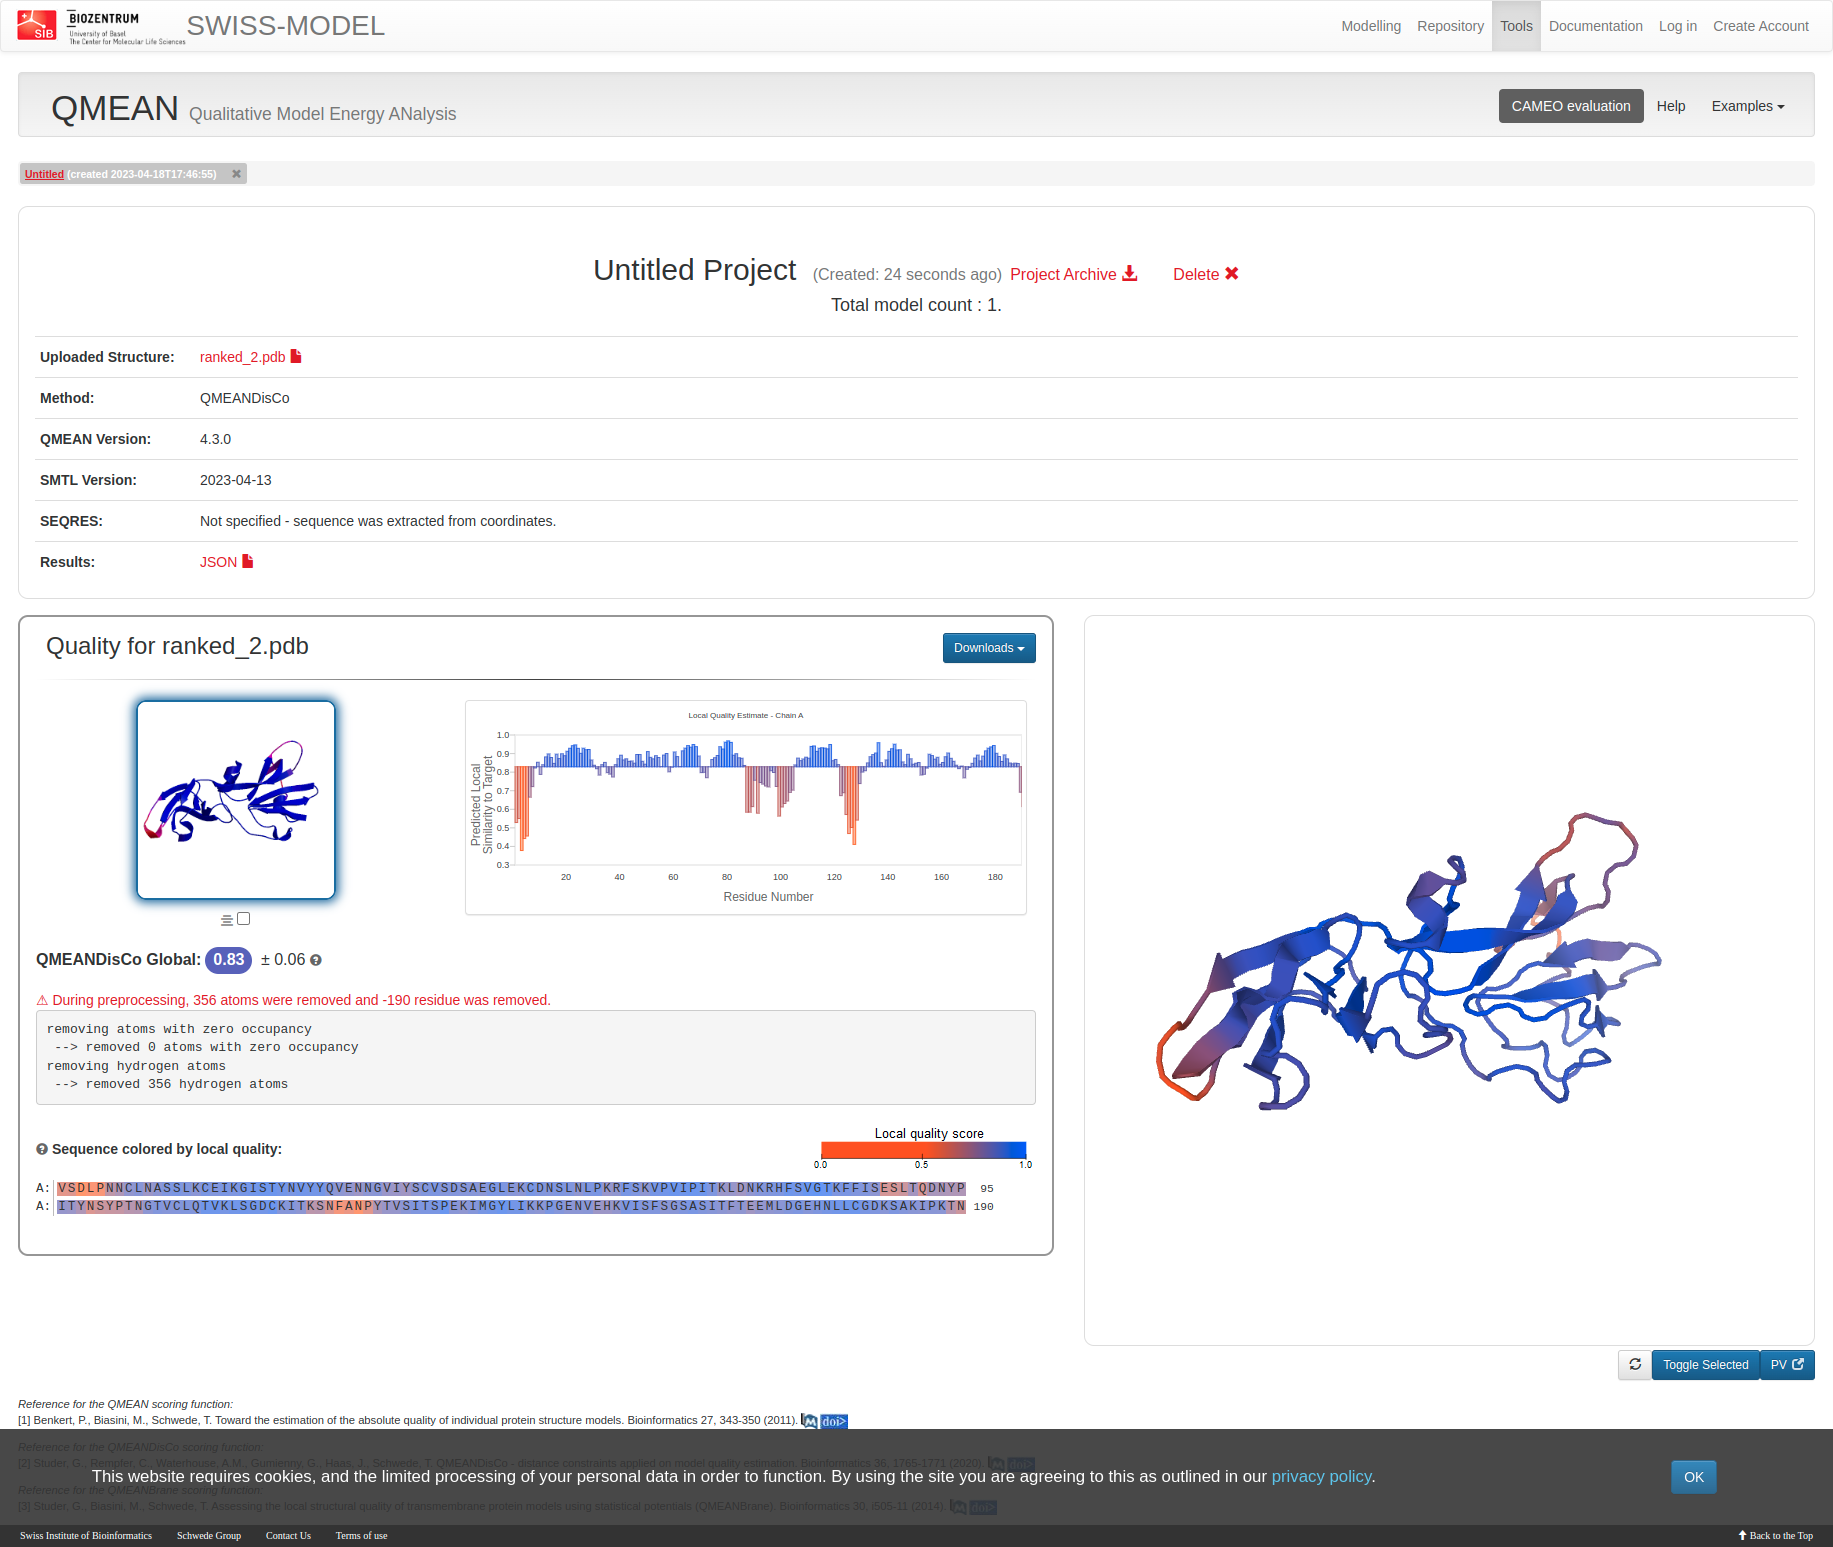 SIB
BIOZENTRUM
University of Basel
The Center for Molecular Life Sciences
SWISS-MODEL
Modelling Repository Tools Documentation Log in Create Account
QMEAN Qualitative Model Energy ANalysis
CAMEO evaluation Help Examples
Untitled (created 2023-04-18T17:46:55)
Untitled Project (Created: 24 seconds ago) Project Archive Delete
Total model count : 1.
Uploaded Structure: ranked_2.pdb
Method: QMEANDisCo
QMEAN Version: 4.3.0
SMTL Version: 2023-04-13
SEQRES: Not specified - sequence was extracted from coordinates.
Results: JSON
Quality for ranked_2.pdb
Downloads
Local Quality Estimate - Chain A
Predicted Local
Similarity to Target
1.0
0.9
0.8
0.7
0.6
0.5
0.4
0.3
20 40 60 80 100 120 140 160 180
Residue Number
QMEANDisCo Global: 0.83 ± 0.06
⚠ During preprocessing, 356 atoms were removed and -190 residue was removed.
removing atoms with zero occupancy
--> removed 0 atoms with zero occupancy
removing hydrogen atoms
--> removed 356 hydrogen atoms
Sequence colored by local quality:
Local quality score
0.0 0.5 1.0
A: VSDLPNNCLNASSLKCEIKGISTYNVYYQVENNGVIYSCVSDSAEGLEKCDNSLNLPKRFSKVPVIPITKLDNKRHFSVGTKFFISESLTQDNYP 95
A: ITYNSYPTNGTVCLQTVKLSGDCKITKSNFANPYTVSITSPEKIMGYLIKKPGENVEHKVISFSGSASITFTEEMLDGEHNLLCGDKSAKIPKTN 190
Toggle Selected PV
Reference for the QMEAN scoring function:
[1] Benkert, P., Biasini, M., Schwede, T. Toward the estimation of the absolute quality of individual protein structure models. Bioinformatics 27, 343-350 (2011). doi>
Reference for the QMEANDisCo scoring function:
[2] Studer, G., Rempfer, C., Waterhouse, A.M., Gumienny, G., Haas, J., Schwede, T. QMEANDisCo - distance constraints applied on model quality estimation. Bioinformatics 36, 1765-1771 (2020). doi>
This website requires cookies, and the limited processing of your personal data in order to function. By using the site you are agreeing to this as outlined in our privacy policy.
OK
Reference for the QMEANBrane scoring function:
[3] Studer, G., Biasini, M., Schwede, T. Assessing the local structural quality of transmembrane protein models using statistical potentials (QMEANBrane). Bioinformatics 30, i505-11 (2014). doi>
Swiss Institute of Bioinformatics Schwede Group Contact Us Terms of use Back to the Top